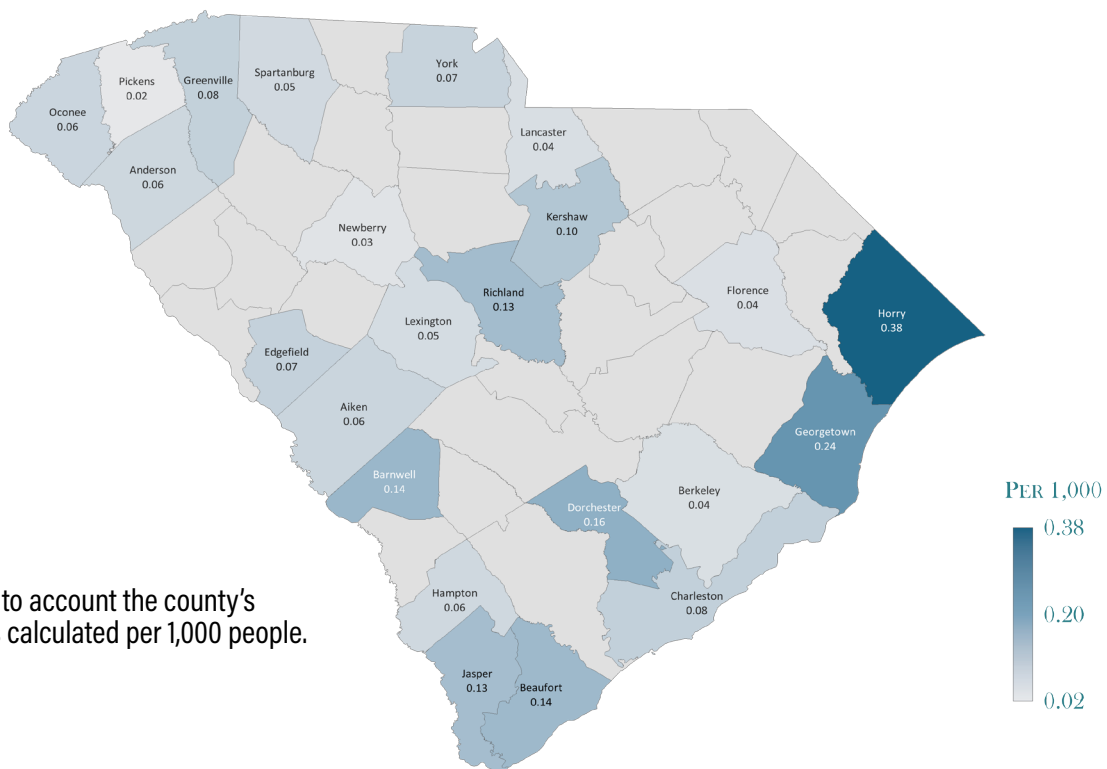 Pickens
0.02
Greenville
0.08
Spartanburg
0.05
York
0.07
Oconee
0.06
Anderson
0.06
Lancaster
0.04
Kershaw
0.10
Newberry
0.03
Richland
0.13
Florence
0.04
Horry
0.38
Lexington
0.05
Edgefield
0.07
Aiken
0.06
Georgetown
0.24
Barnwell
0.14
Dorchester
0.16
Berkeley
0.04
Charleston
0.08
Hampton
0.06
Jasper
0.13
Beaufort
0.14
PER 1,000
0.38
0.20
0.02
to account the county's
calculated per 1,000 people.